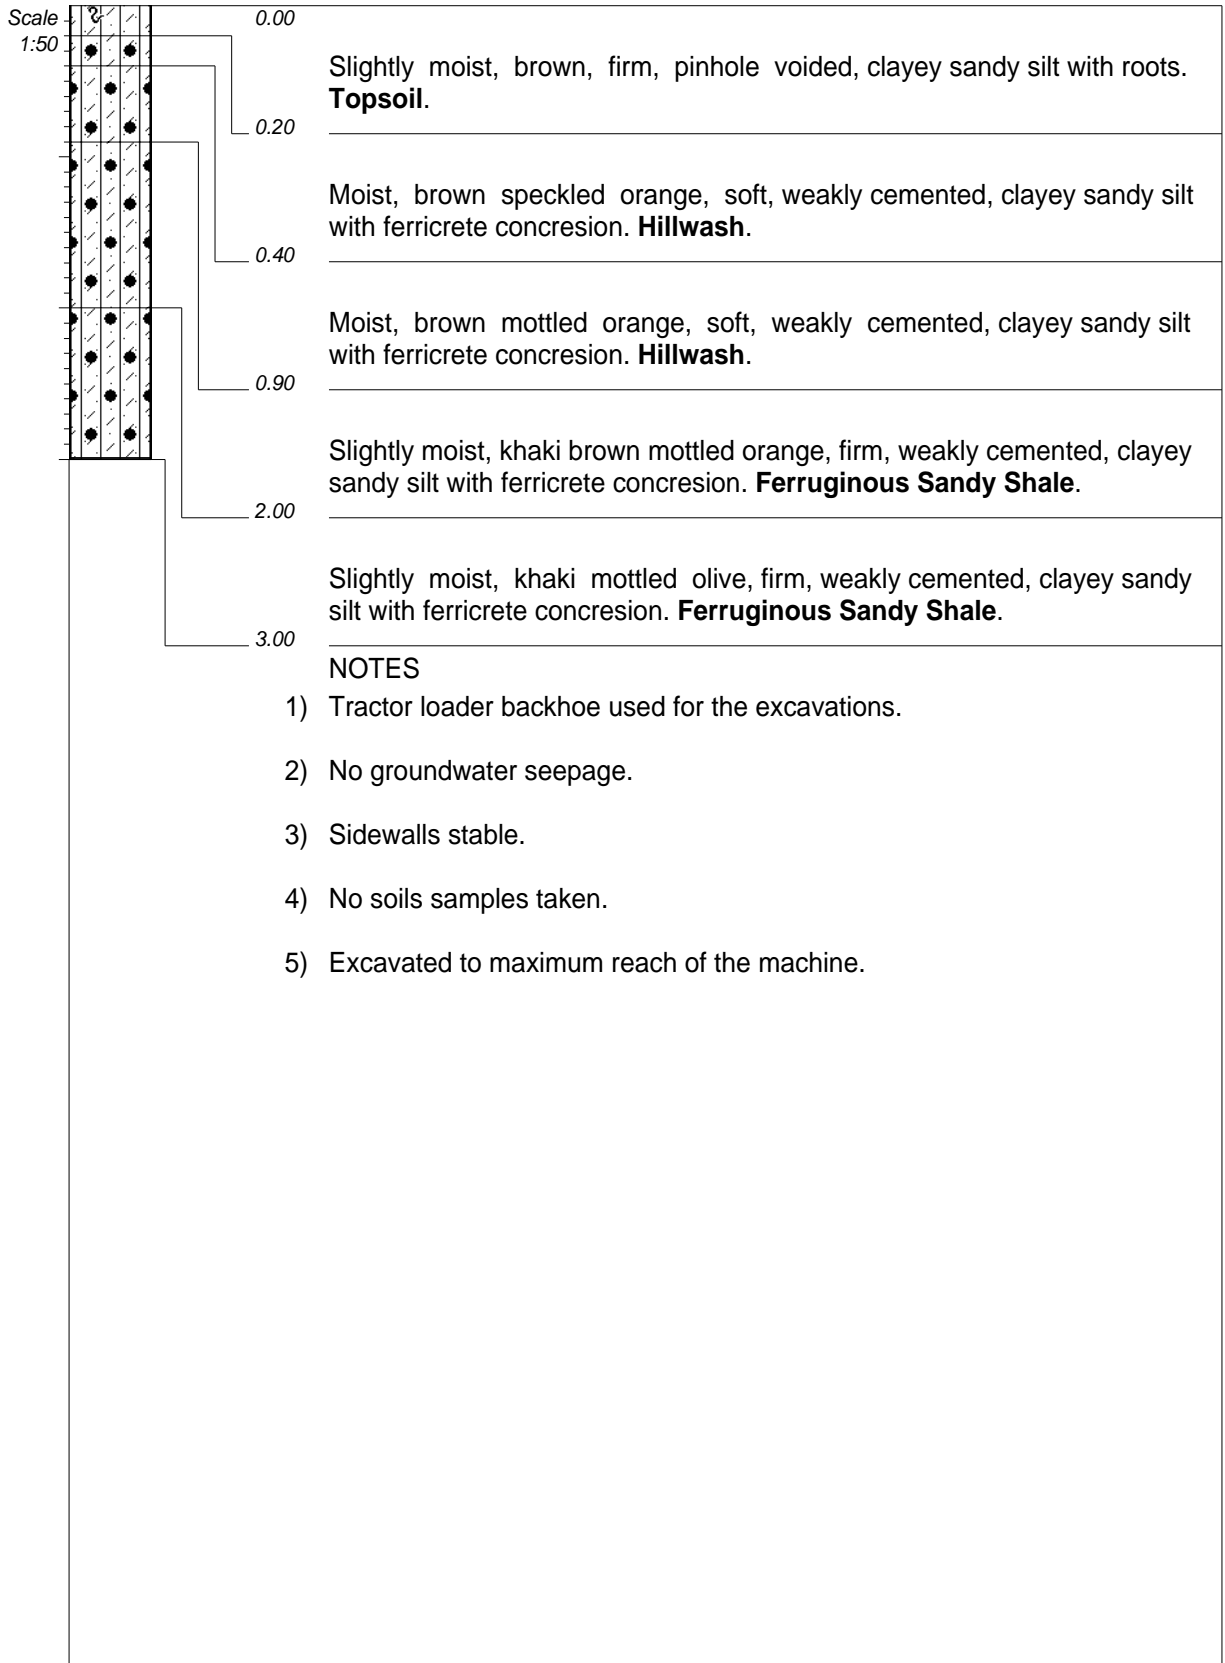 Scale
1:50
0.00
Slightly moist, brown, firm, pinhole voided, clayey sandy silt with roots.
Topsoil.
0.20
Moist, brown speckled orange, soft, weakly cemented, clayey sandy silt
with ferricrete concresion. Hillwash.
0.40
Moist, brown mottled orange, soft, weakly cemented, clayey sandy silt
with ferricrete concresion. Hillwash.
0.90
Slightly moist, khaki brown mottled orange, firm, weakly cemented, clayey
sandy silt with ferricrete concresion. Ferruginous Sandy Shale.
2.00
Slightly moist, khaki mottled olive, firm, weakly cemented, clayey sandy
silt with ferricrete concresion. Ferruginous Sandy Shale.
3.00
NOTES
1) Tractor loader backhoe used for the excavations.
2) No groundwater seepage.
3) Sidewalls stable.
4) No soils samples taken.
5) Excavated to maximum reach of the machine.